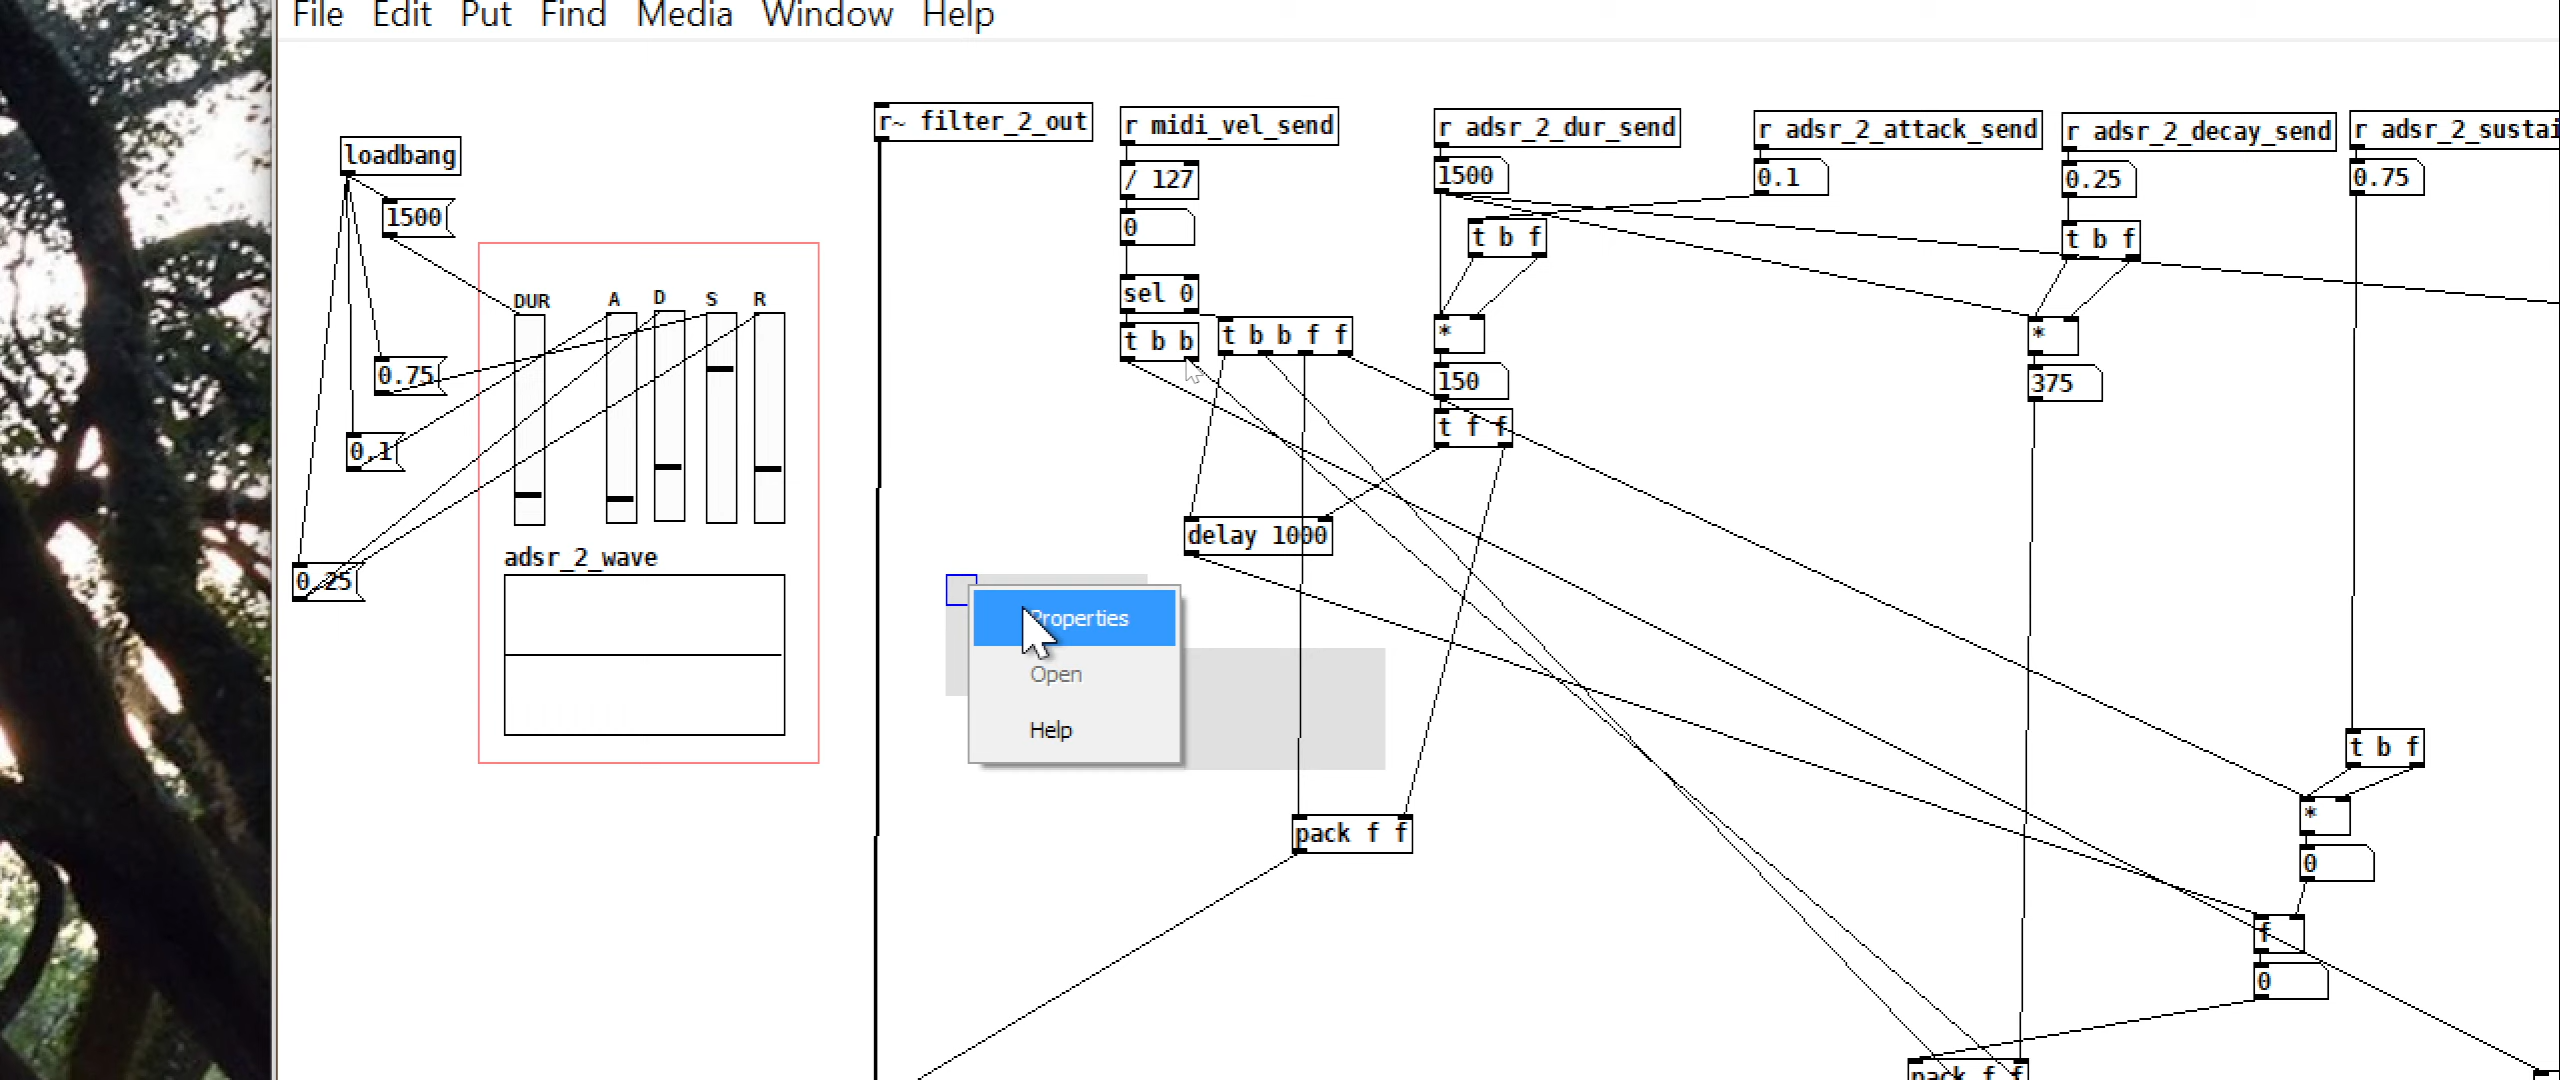 File Edit Put Find Media Window Help
r~ filter_2_out
r midi_vel_send
r adsr_2_dur_send
r adsr_2_attack_send
r adsr_2_decay_send
r adsr_2_sustai
loadbang
/ 127
1500
0.1
0.25
0.75
1500
0
t b f
t b f
sel 0
DUR A D S R
t b b
t b b f f
*
*
0.75
150
375
0.1
t f f
delay 1000
adsr_2_wave
0.25
Properties
Open
Help
t b f
pack f f
*
0
f
0
pack f f